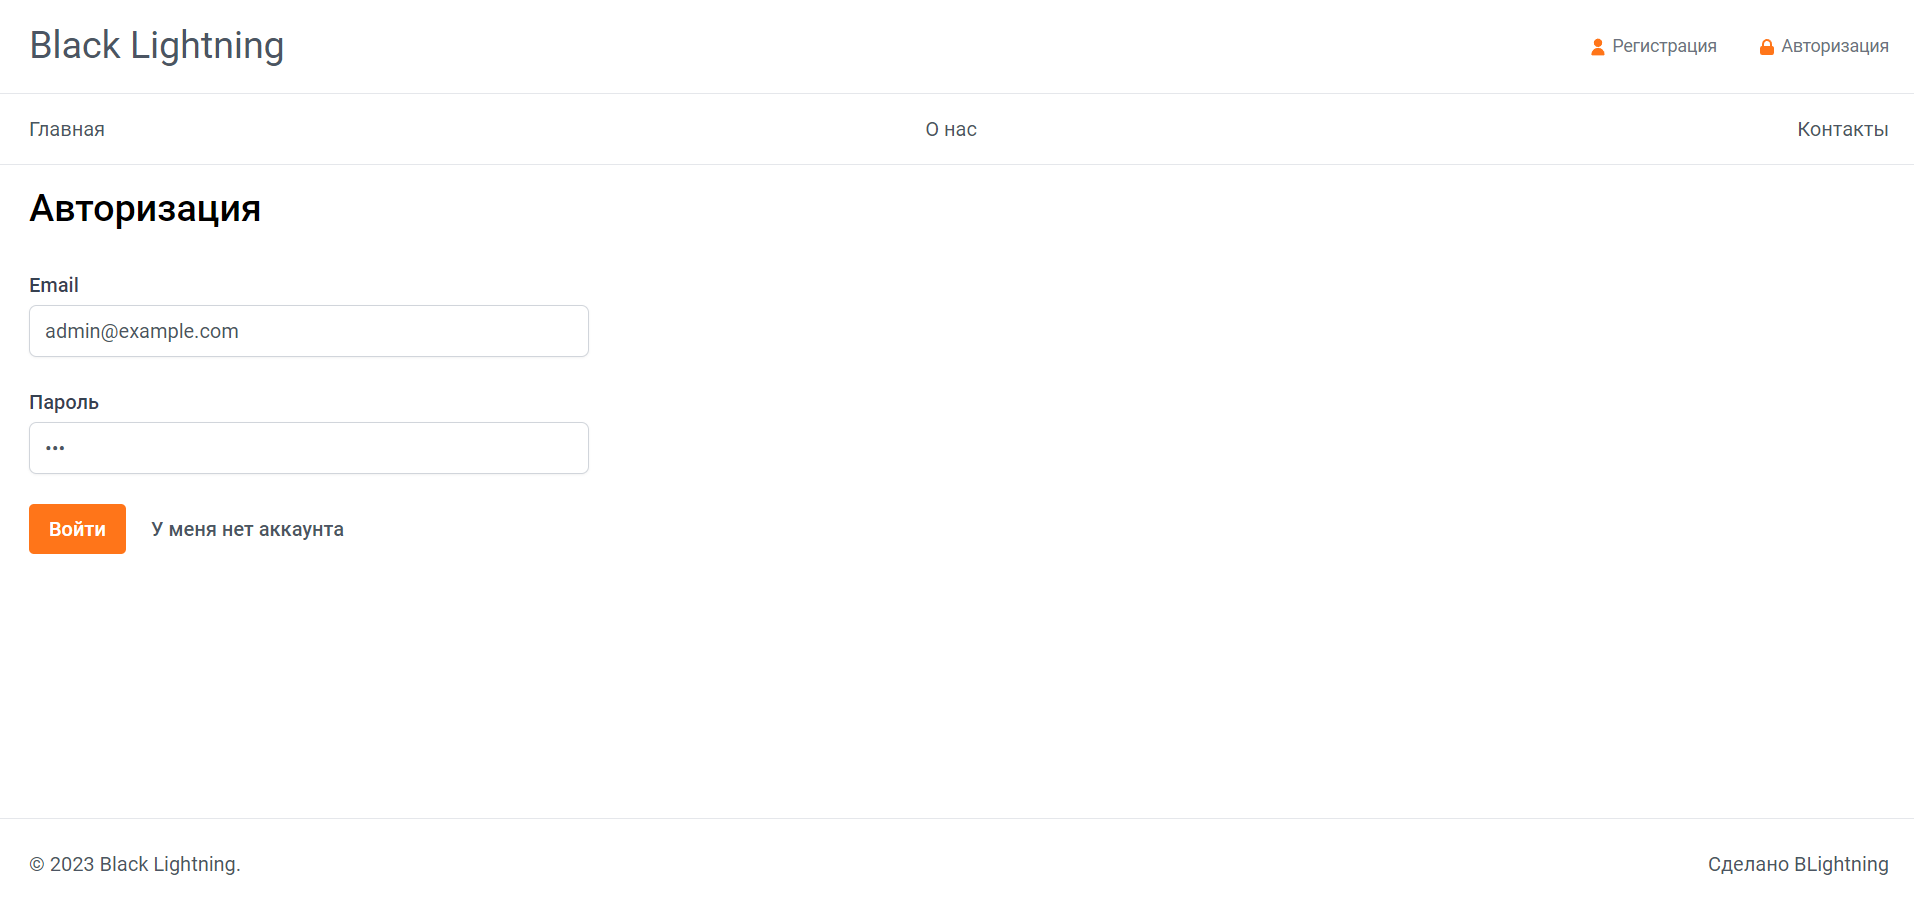 Black Lightning
Регистрация
Авторизация
Главная
О нас
Контакты
Авторизация
Email
admin@example.com
Пароль
•••
Войти
У меня нет аккаунта
© 2023 Black Lightning.
Сделано BLightning